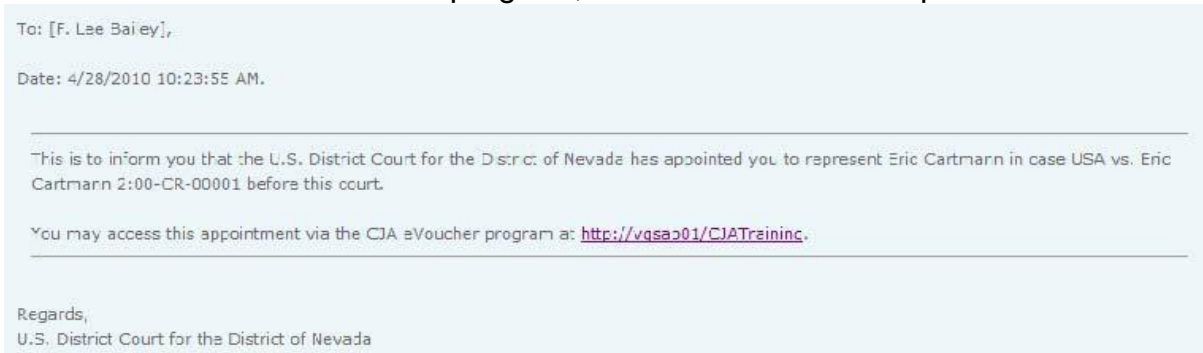 To: [F. Lee Bailey],
Date: 4/28/2010 10:23:55 AM.
This is to inform you that the U.S. District Court for the District of Nevada has appointed you to represent Eric Cartmann in case USA vs. Eric
Cartmann 2:00-CR-00001 before this court.
You may access this appointment via the CJA eVoucher program at http://vqsap01/CJATraining.
Regards,
U.S. District Court for the District of Nevada